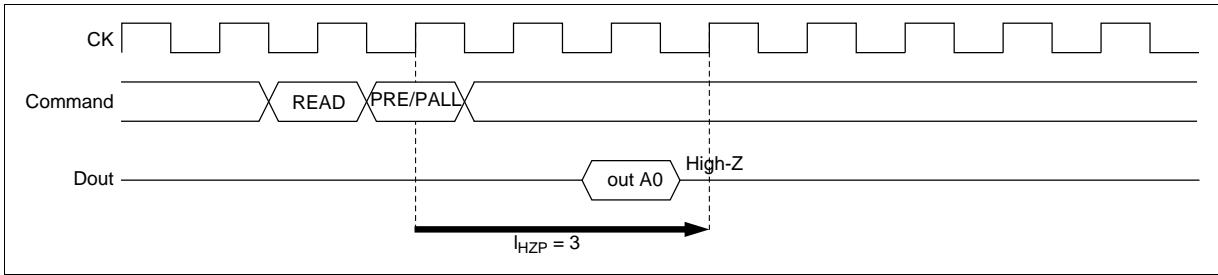 CK
Command READ PRE/PALL
Dout out A0 High-Z
lHZP = 3